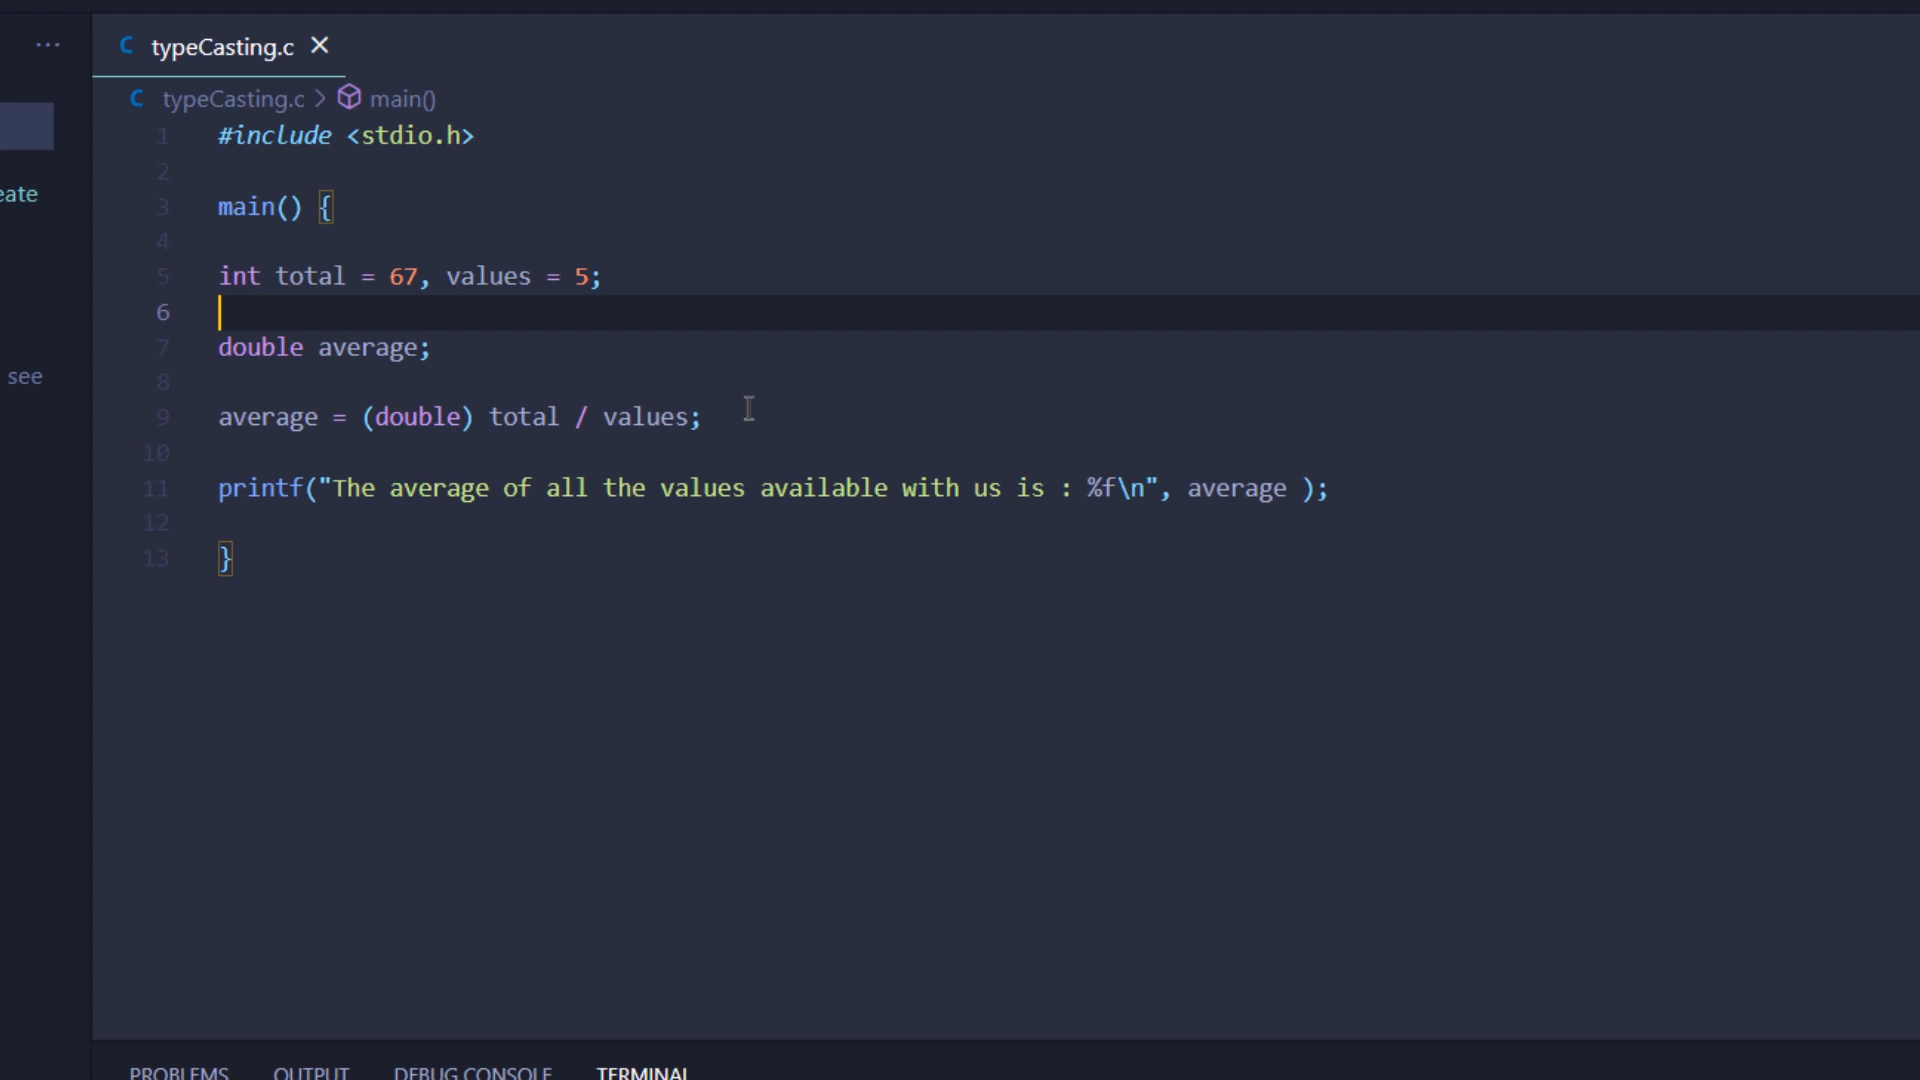 ...
C typeCasting.c ×
C typeCasting.c > main()
1 #include <stdio.h>
2
eate
3 main() {
4
5 int total = 67, values = 5;
6
7 double average;
see
8
9 average = (double) total / values;
10
11 printf("The average of all the values available with us is : %f\n", average );
12
13 }
PROBLEMS OUTPUT DEBUG CONSOLE TERMINAL